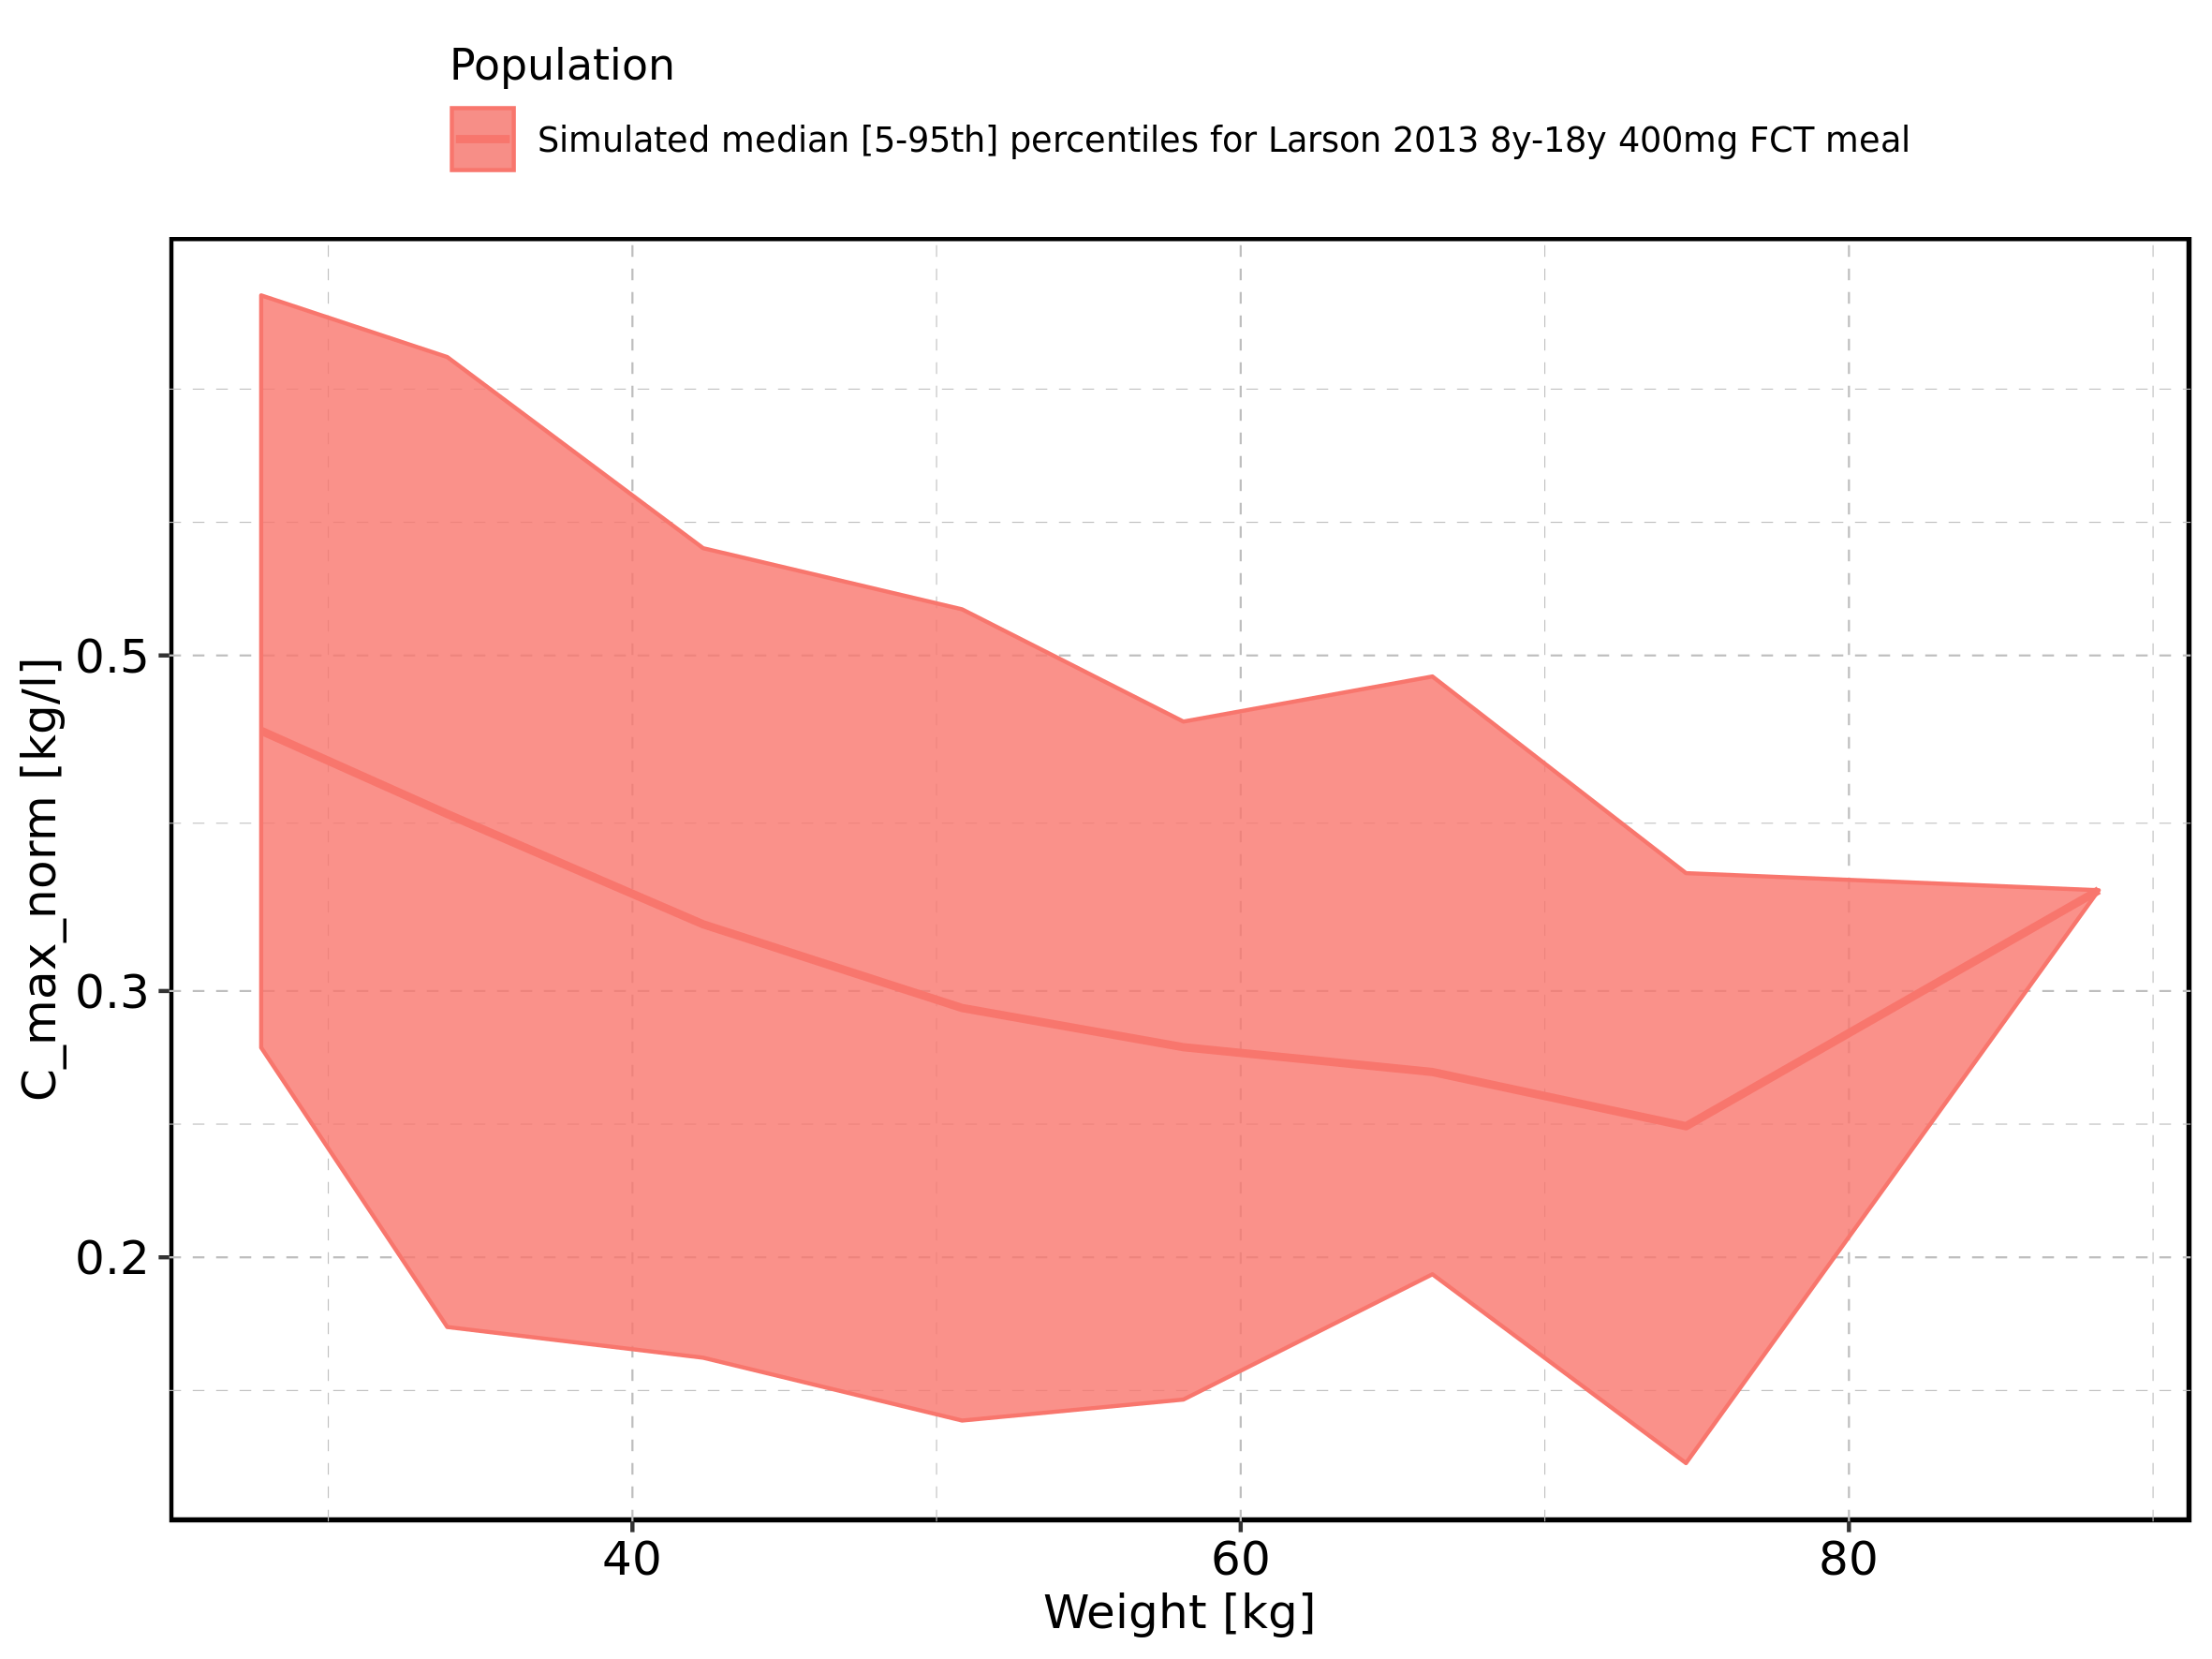 Population
Simulated median [5-95th] percentiles for Larson 2013 8y-18y 400mg FCT meal
C_max_norm [kg/l]
0.5
0.3
0.2
40 60 80
Weight [kg]